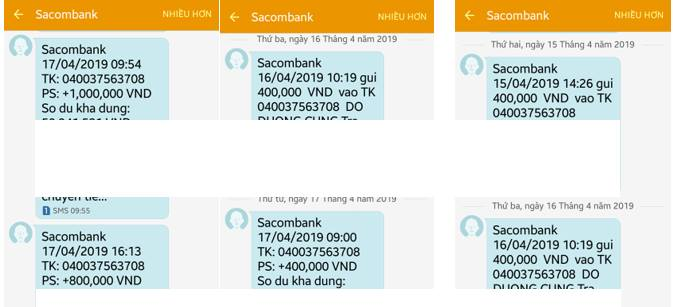 Sacombank
NHIỀU HƠN
Sacombank
17/04/2019 09:54
TK: 040037563708
PS: +1,000,000 VND
So du kha dung:
VND
SMS 09:55
Sacombank
17/04/2019 16:13
TK: 040037563708
PS: +800,000 VND
Sacombank
NHIỀU HƠN
Thứ ba, ngày 16 Tháng 4 năm 2019
Sacombank
16/04/2019 10:19 gui
400,000 VND vao TK
040037563708 DO
DUONG CUNG Tra
Thứ tư, ngày 17 Tháng 4 năm 2019
Sacombank
17/04/2019 09:00
TK: 040037563708
PS: +400,000 VND
So du kha dung:
Sacombank
NHIỀU HƠN
Thứ hai, ngày 15 Tháng 4 năm 2019
Sacombank
15/04/2019 14:26 gui
400,000 VND vao TK
040037563708
Thứ ba, ngày 16 Tháng 4 năm 2019
Sacombank
16/04/2019 10:19 gui
400,000 VND vao TK
040037563708 DO
DUONG CUNG Tra